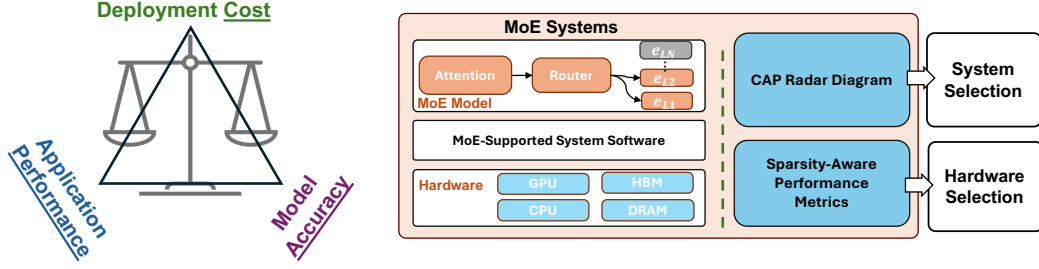 Deployment Cost
Application
Performance
Model
Accuracy
MoE Systems
Attention
Router
e_{LN}
e_{L2}
e_{L1}
MoE Model
MoE-Supported System Software
Hardware
GPU
HBM
CPU
DRAM
CAP Radar Diagram
Sparsity-Aware
Performance
Metrics
System
Selection
Hardware
Selection